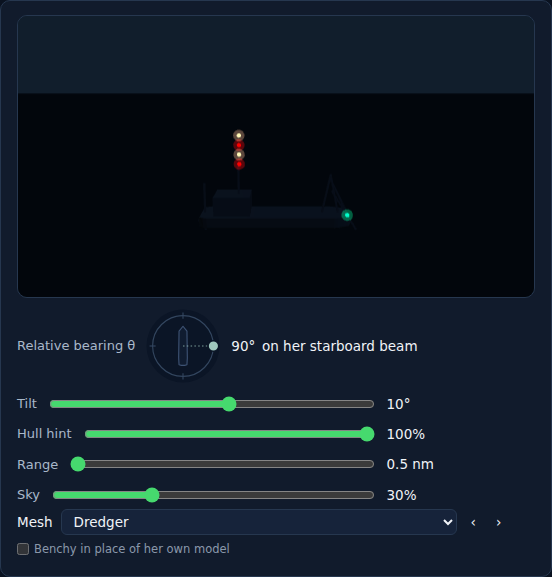 Relative bearing θ 90° on her starboard beam
Tilt 10°
Hull hint 100%
Range 0.5 nm
Sky 30%
Mesh Dredger ‹ ›
Benchy in place of her own model